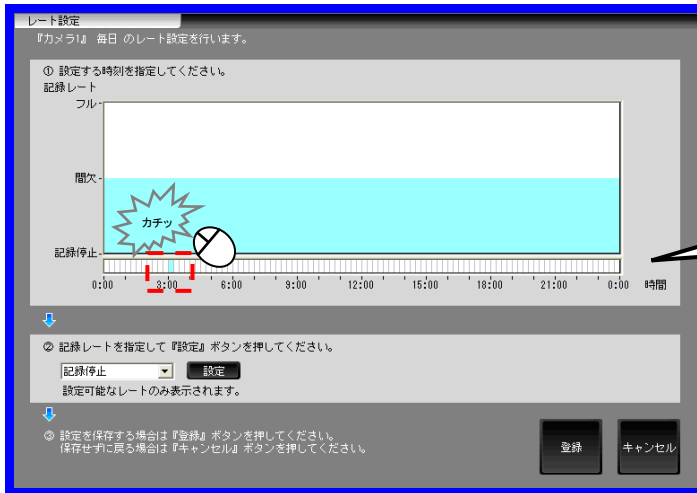 レート設定
『カメラ1』 毎日 のレート設定を行います。
① 設定する時刻を指定してください。
記録レート
フル
間欠
カチッ
記録停止
0:00 3:00 6:00 9:00 12:00 15:00 18:00 21:00 0:00 時間
② 記録レートを指定して『設定』ボタンを押してください。
記録停止 設定
設定可能なレートのみ表示されます。
③ 設定を保存する場合は『登録』ボタンを押してください。
保存せずに戻る場合は『キャンセル』ボタンを押してください。
登録 キャンセル